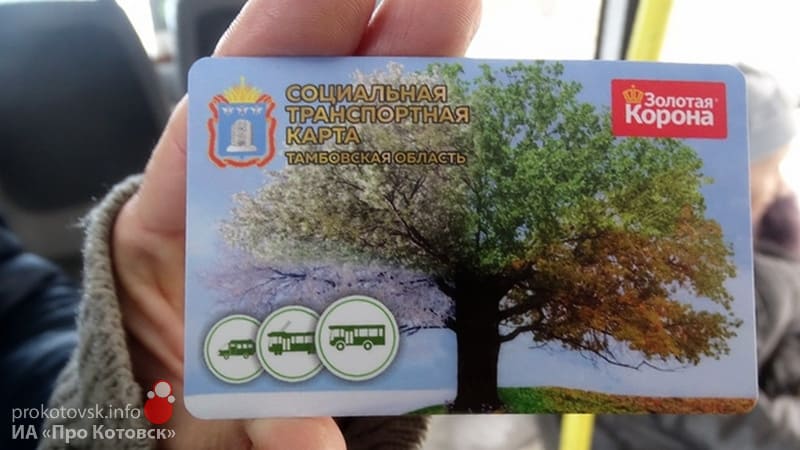 СОЦИАЛЬНАЯ
ТРАНСПОРТНАЯ
КАРТА
ТАМБОВСКАЯ ОБЛАСТЬ
Золотая
Корона
prokotovsk.info
ИА «Про Котовск»